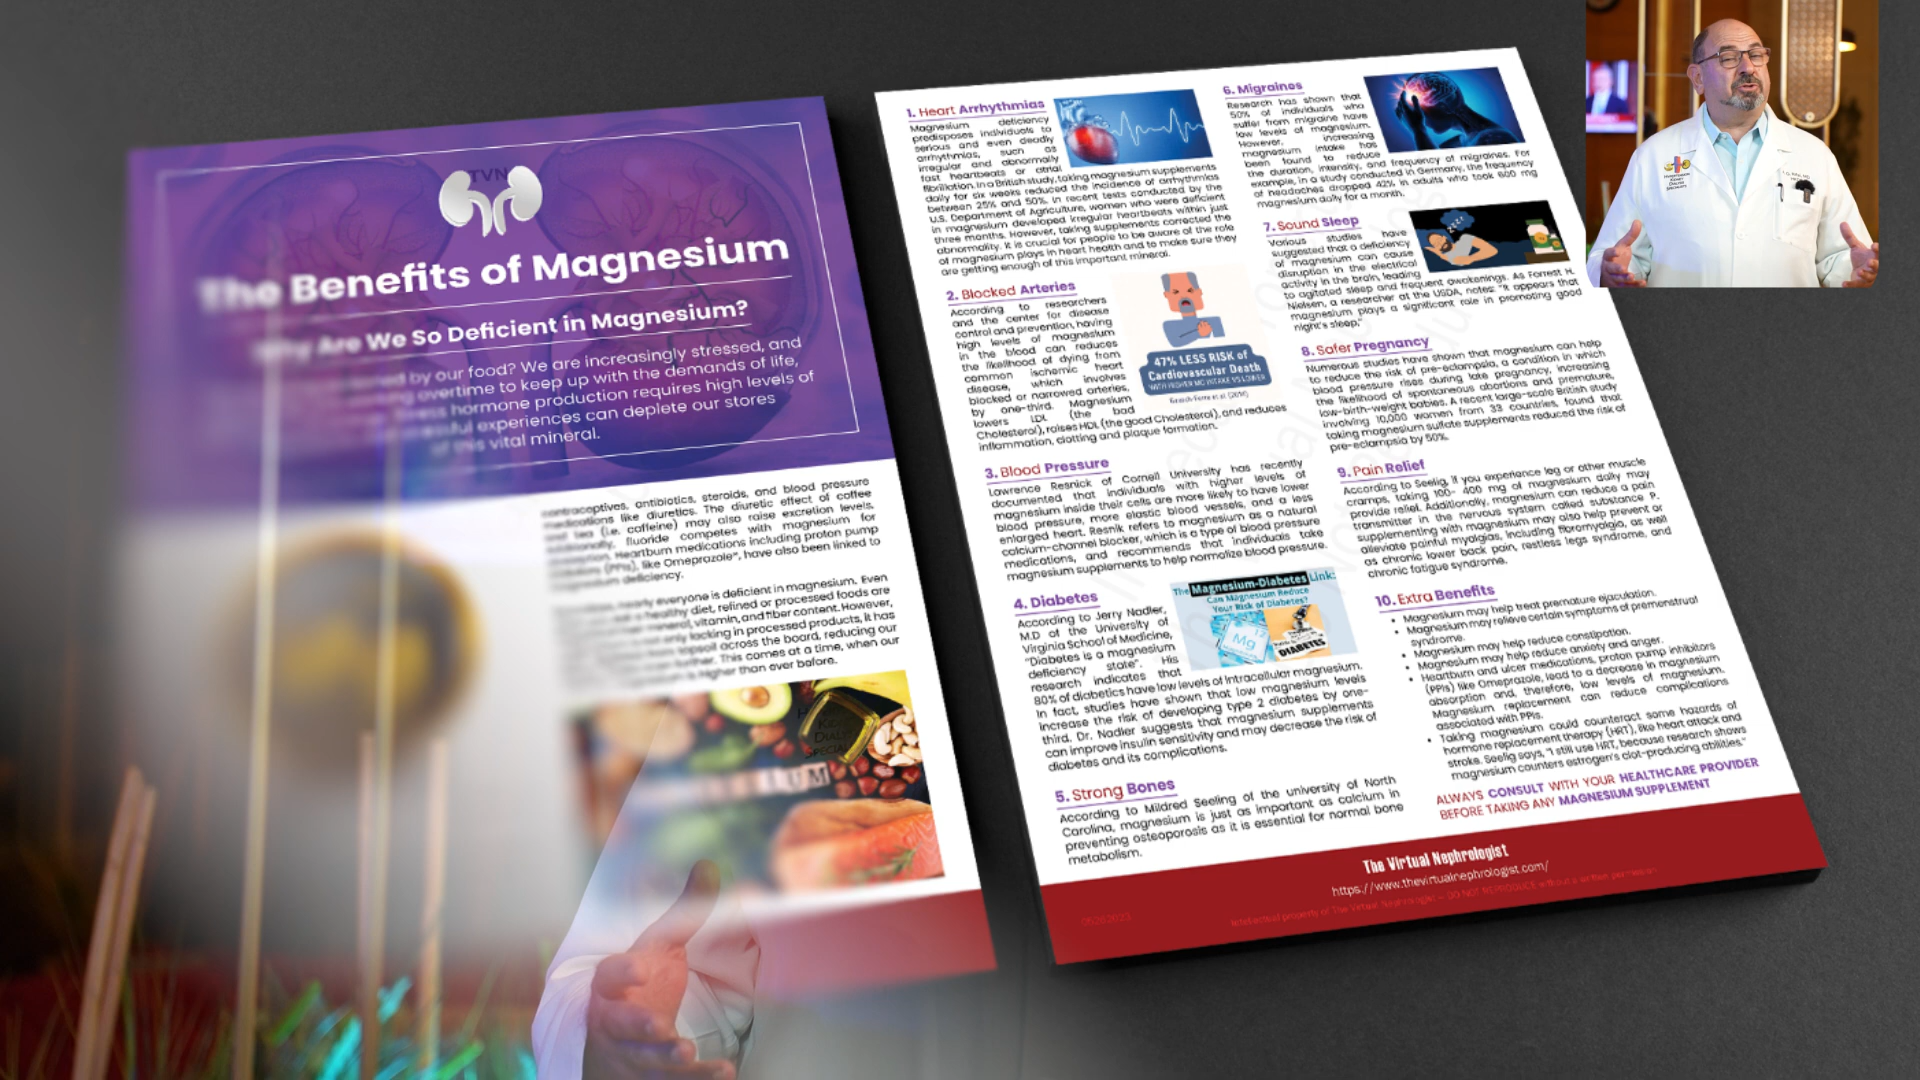 TVN
The Benefits of Magnesium
Why Are We So Deficient in Magnesium?
by our food? We are increasingly stressed, and
overtime to keep up with the demands of life,
hormone production requires high levels of
experiences can deplete our stores
of this vital mineral.
contraceptives, antibiotics, steroids, and blood pressure
medications like diuretics. The diuretic effect of coffee
and tea (i.e. caffeine) may also raise excretion levels.
Additionally, fluoride competes with magnesium for
absorption. Heartburn medications including proton pump
inhibitors (PPIs), like Omeprazole", have also been linked to
magnesium deficiency.
nearly everyone is deficient in magnesium. Even
healthy diet, refined or processed foods are
mineral, vitamin, and fiber content. However,
only lacking in processed products, it has
topsoil across the board, reducing our
further. This comes at a time, when our
is higher than ever before.
1. Heart Arrhythmias
Magnesium deficiency
predisposes individuals to
serious and even deadly
arrhythmias, such as
irregular and abnormally
fast heartbeats or atrial
fibrillation. In a British study, taking magnesium supplements
daily for six weeks reduced the incidence of arrhythmias
between 25% and 50%. In recent tests conducted by the
U.S. Department of Agriculture, women who were deficient
in magnesium developed irregular heartbeats within just
three months. However, taking supplements corrected the
abnormality. It is crucial for people to be aware of the role
of magnesium plays in heart health and to make sure they
are getting enough of this important mineral.
2. Blocked Arteries
According to researchers
and the center for disease
control and prevention, having
high levels of magnesium
in the blood can reduces
the likelihood of dying from
common ischemic heart
disease, which involves
blocked or narrowed arteries,
by one-third. Magnesium
lowers LDL (the bad
Cholesterol), raises HDL (the good Cholesterol), and reduces
inflammation, clotting and plaque formation.
47% LESS RISK of
Cardiovascular Death
WITH HIGHER MG INTAKE VS LOWER
3. Blood Pressure
Lawrence Resnick of Cornell University has recently
documented that individuals with higher levels of
magnesium inside their cells are more likely to have lower
blood pressure, more elastic blood vessels, and a less
enlarged heart. Resnik refers to magnesium as a natural
calcium-channel blocker, which is a type of blood pressure
medications, and recommends that individuals take
magnesium supplements to help normalize blood pressure.
4. Diabetes
According to Jerry Nadler,
M.D of the University of
Virginia School of Medicine,
"Diabetes is a magnesium
deficiency state". His
research indicates that
80% of diabetics have low levels of intracellular magnesium.
In fact, studies have shown that low magnesium levels
increase the risk of developing type 2 diabetes by one-
third. Dr. Nadler suggests that magnesium supplements
can improve insulin sensitivity and may decrease the risk of
diabetes and its complications.
The Magnesium-Diabetes Link:
Can Magnesium Reduce
Your Risk of Diabetes?
12
Mg
DIABETES
5. Strong Bones
According to Mildred Seeling of the university of North
Carolina, magnesium is just as important as calcium in
preventing osteoporosis as it is essential for normal bone
metabolism.
6. Migraines
Research has shown that
50% of individuals who
suffer from migraine have
low levels of magnesium.
However, increasing
magnesium intake has
been found to reduce
the duration, intensity, and frequency of migraines. For
example, in a study conducted in Germany, the frequency
of headaches dropped 42% in adults who took 600 mg
magnesium daily for a month.
7. Sound Sleep
Various studies have
suggested that a deficiency
of magnesium can cause
disruption in the electrical
activity in the brain, leading
to agitated sleep and frequent awakenings. As Forrest H.
Nielsen, a researcher at the USDA, notes: "It appears that
magnesium plays a significant role in promoting good
night's sleep."
8. Safer Pregnancy
Numerous studies have shown that magnesium can help
to reduce the risk of pre-eclampsia, a condition in which
blood pressure rises during late pregnancy, increasing
the likelihood of spontaneous abortions and premature,
low-birth-weight babies. A recent large-scale British study
involving 10,000 women from 33 countries, found that
taking magnesium sulfate supplements reduced the risk of
pre-eclampsia by 50%.
9. Pain Relief
According to Seelig, if you experience leg or other muscle
cramps, taking 100- 400 mg of magnesium daily may
provide relief. Additionally, magnesium can reduce a pain
transmitter in the nervous system called substance P.
supplementing with magnesium may also help prevent or
alleviate painful myalgias, including fibromyalgia, as well
as chronic lower back pain, restless legs syndrome, and
chronic fatigue syndrome.
10. Extra Benefits
• Magnesium may help treat premature ejaculation.
• Magnesium may relieve certain symptoms of premenstrual
syndrome.
• Magnesium may help reduce constipation.
• Magnesium may help reduce anxiety and anger.
• Heartburn and ulcer medications, proton pump inhibitors
(PPIs) like Omeprazole, lead to a decrease in magnesium
absorption and, therefore, low levels of magnesium.
Magnesium replacement can reduce complications
associated with PPIs.
• Taking magnesium could counteract some hazards of
hormone replacement therapy (HRT), like heart attack and
stroke. Seelig says, "I still use HRT, because research shows
magnesium counters estrogen's clot-producing abilities."
ALWAYS CONSULT WITH YOUR HEALTHCARE PROVIDER
BEFORE TAKING ANY MAGNESIUM SUPPLEMENT
The Virtual Nephrologist
https://www.thevirtualnephrologist.com/
05262023
Intellectual property of The Virtual Nephrologist – DO NOT REPRODUCE without a written permission